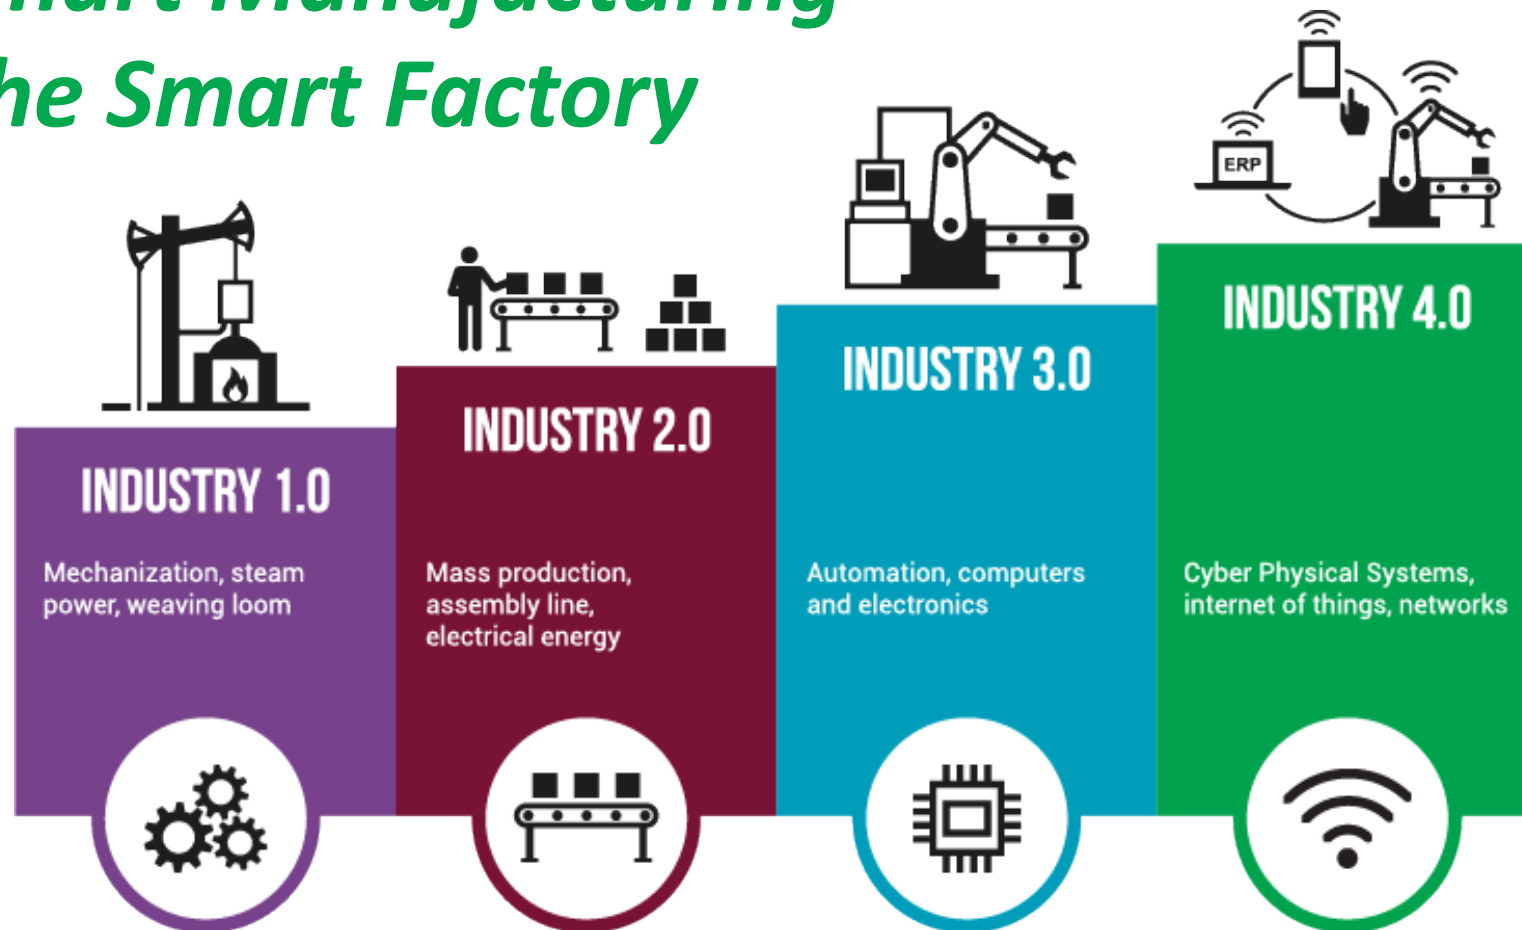 Manufacturing
he Smart Factory
ERP
INDUSTRY 1.0
Mechanization, steam
power, weaving loom
INDUSTRY 2.0
Mass production,
assembly line,
electrical energy
INDUSTRY 3.0
Automation, computers
and electronics
INDUSTRY 4.0
Cyber Physical Systems,
internet of things, networks